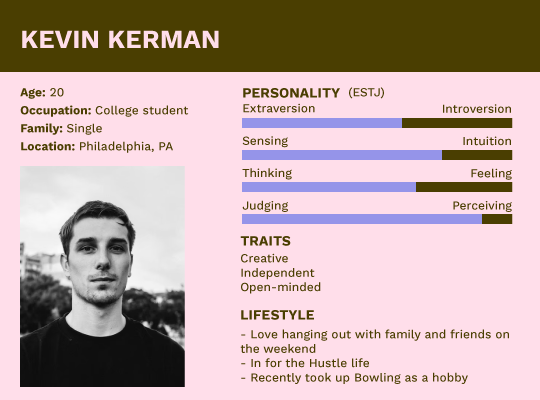 KEVIN KERMAN
Age: 20
Occupation: College student
Family: Single
Location: Philadelphia, PA
PERSONALITY (ESTJ)
Extraversion Introversion
Sensing Intuition
Thinking Feeling
Judging Perceiving
TRAITS
Creative
Independent
Open-minded
LIFESTYLE
- Love hanging out with family and friends on
the weekend
- In for the Hustle life
- Recently took up Bowling as a hobby